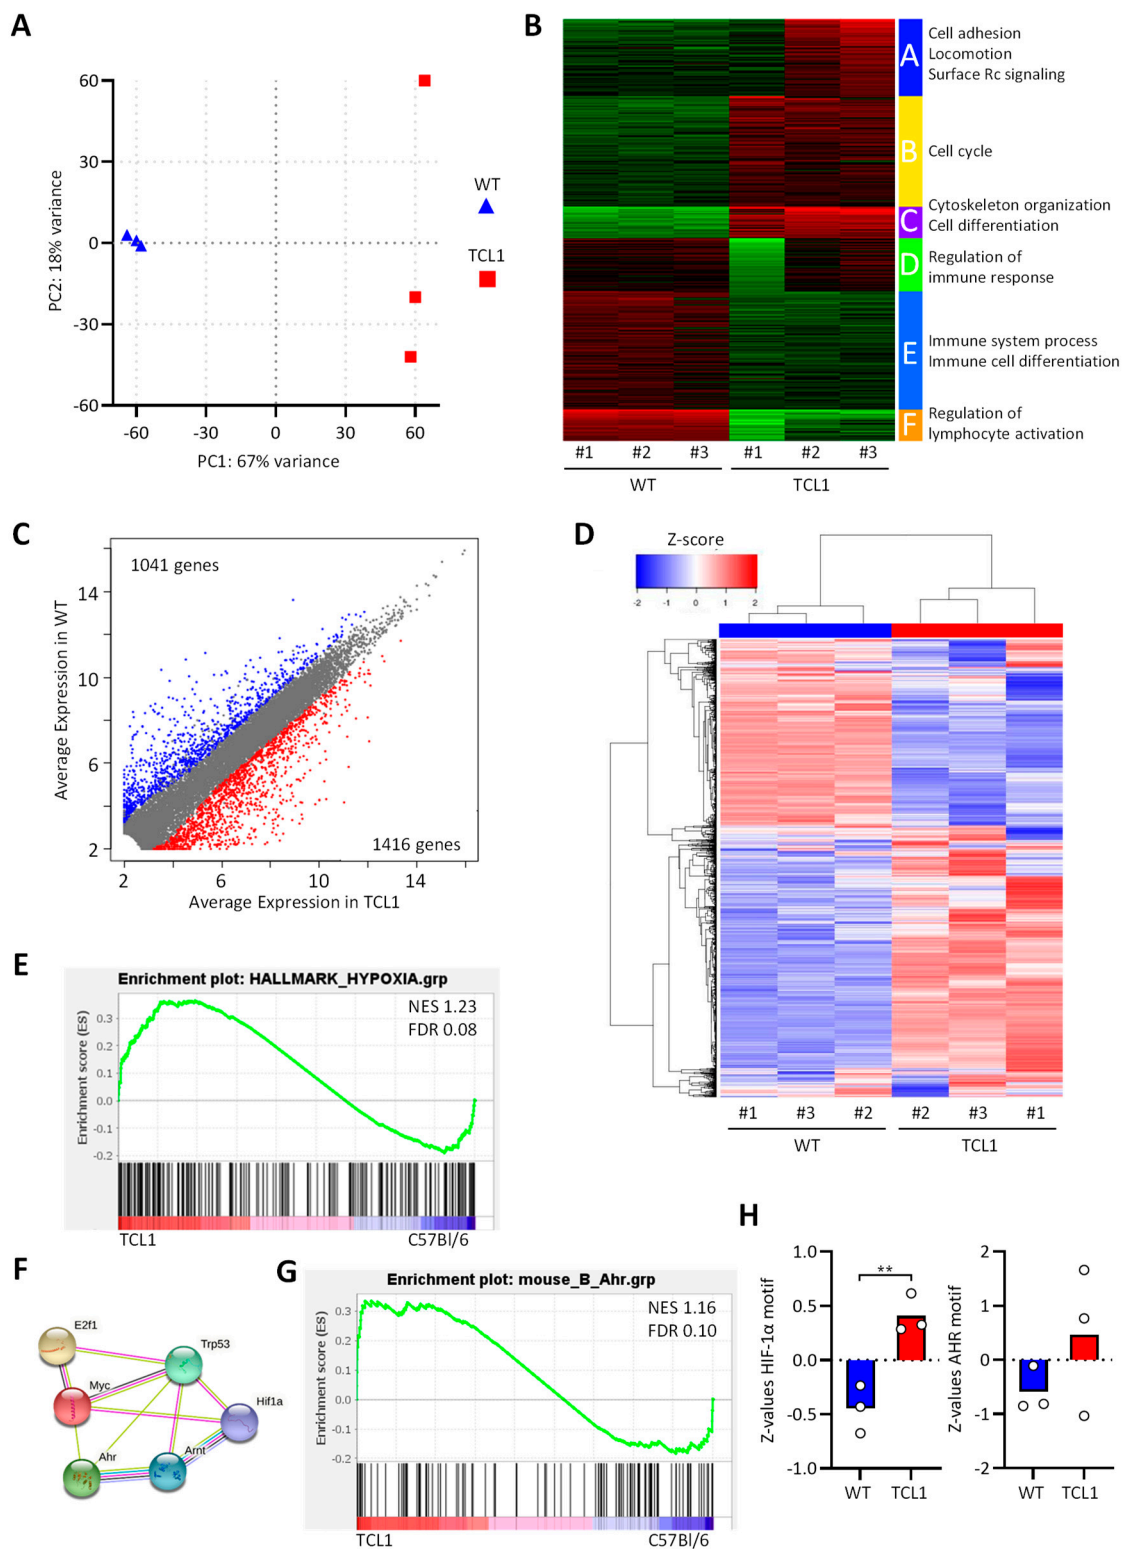 A
60
30
0
-30
-60
PC2: 18% variance
-60
-30
0
30
60
PC1: 67% variance
WT
TCL1
B
A
B
C
D
E
F
Cell adhesion
Locomotion
Surface Rc signaling
Cell cycle
Cytoskeleton organization
Cell differentiation
Regulation of
immune response
Immune system process
Immune cell differentiation
Regulation of
lymphocyte activation
#1
#2
#3
#1
#2
#3
WT
TCL1
C
1041 genes
1416 genes
14
10
6
2
Average Expression in WT
2
6
10
14
Average Expression in TCL1
D
Z-score
-2
-1
0
1
2
#1
#3
#2
#2
#3
#1
WT
TCL1
E
Enrichment plot: HALLMARK_HYPOXIA.grp
NES 1.23
FDR 0.08
Enrichment score (ES)
0.3
0.2
0.1
0.0
-0.1
-0.2
TCL1
C57Bl/6
F
E2f1
Trp53
Myc
Hif1a
Ahr
Arnt
G
Enrichment plot: mouse_B_Ahr.grp
NES 1.16
FDR 0.10
Enrichment score (ES)
0.3
0.2
0.1
0.0
-0.1
-0.2
TCL1
C57Bl/6
H
Z-values HIF-1α motif
1.0
0.5
0.0
-0.5
-1.0
**
WT
TCL1
Z-values AHR motif
2
1
0
-1
-2
WT
TCL1